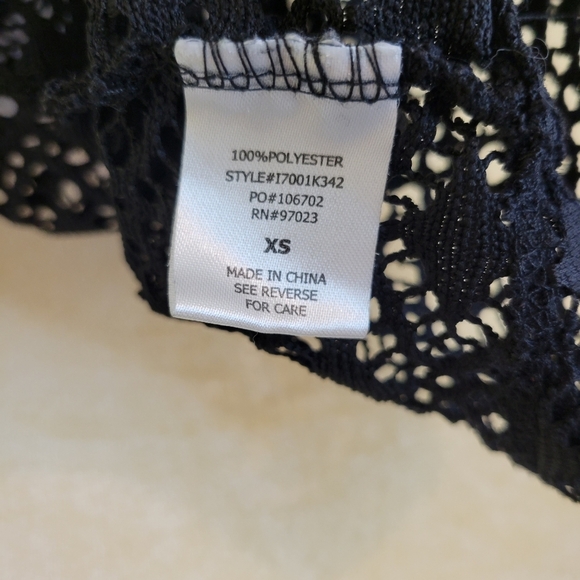 100%POLYESTER
STYLE#I7001K342
PO#106702
RN#97023
XS
MADE IN CHINA
SEE REVERSE
FOR CARE